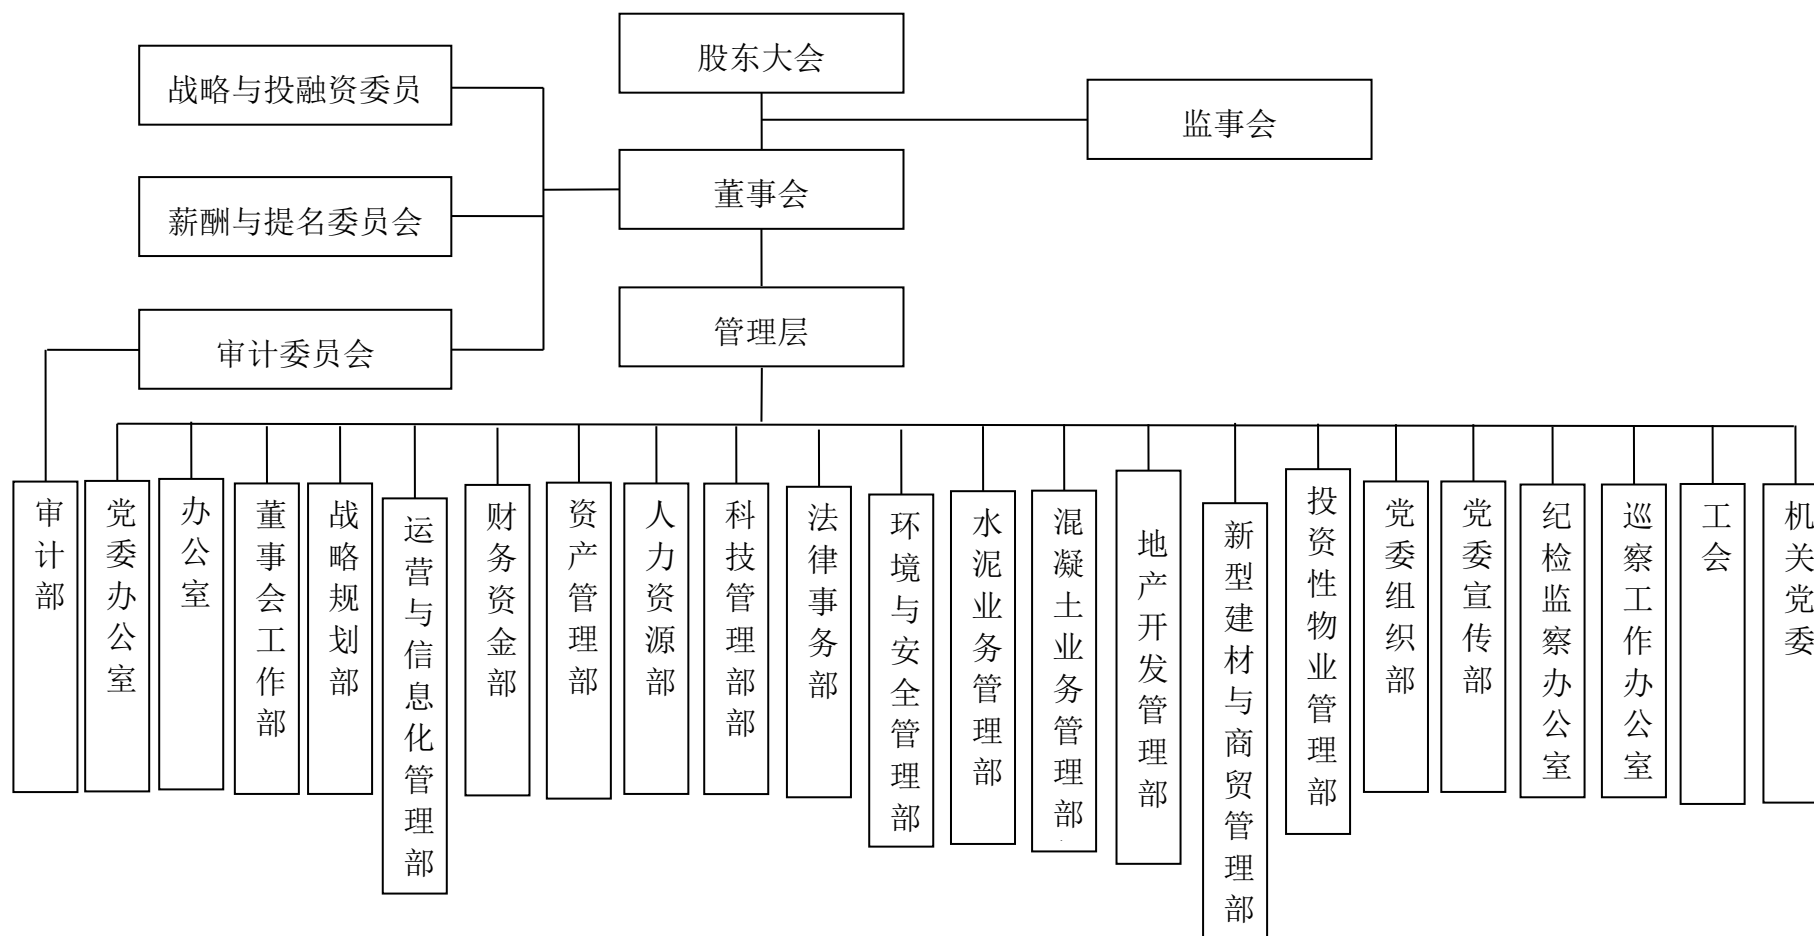 股东大会
战略与投融资委员
监事会
董事会
薪酬与提名委员会
管理层
审计委员会
审计部
党委办公室
办公室
董事会工作部
战略规划部
运营与信息化管理部
财务资金部
资产管理部
人力资源部
科技管理部部
法律事务部
环境与安全管理部
水泥业务管理部
混凝土业务管理部
地产开发管理部
新型建材与商贸管理部
投资性物业管理部
党委组织部
党委宣传部
纪检监察办公室
巡察工作办公室
工会
机关党委